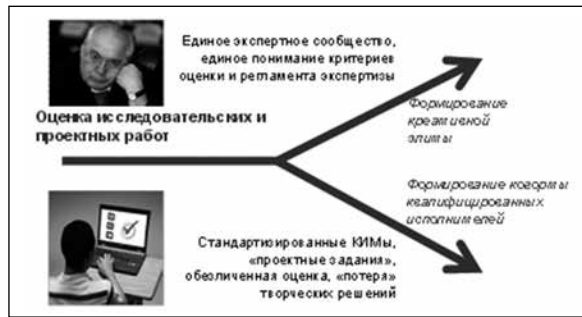 Единое экспертное сообщество,
единое понимание критериев
оценки и регламента экспертизы
Оценка исследовательских и
проектных работ
Формирование
креативной
элиты
Формирование когорты
квалифицированных
исполнителей
Стандартизированные КИМы,
«проектные задания»,
обезличенная оценка, «потеря»
творческих решений